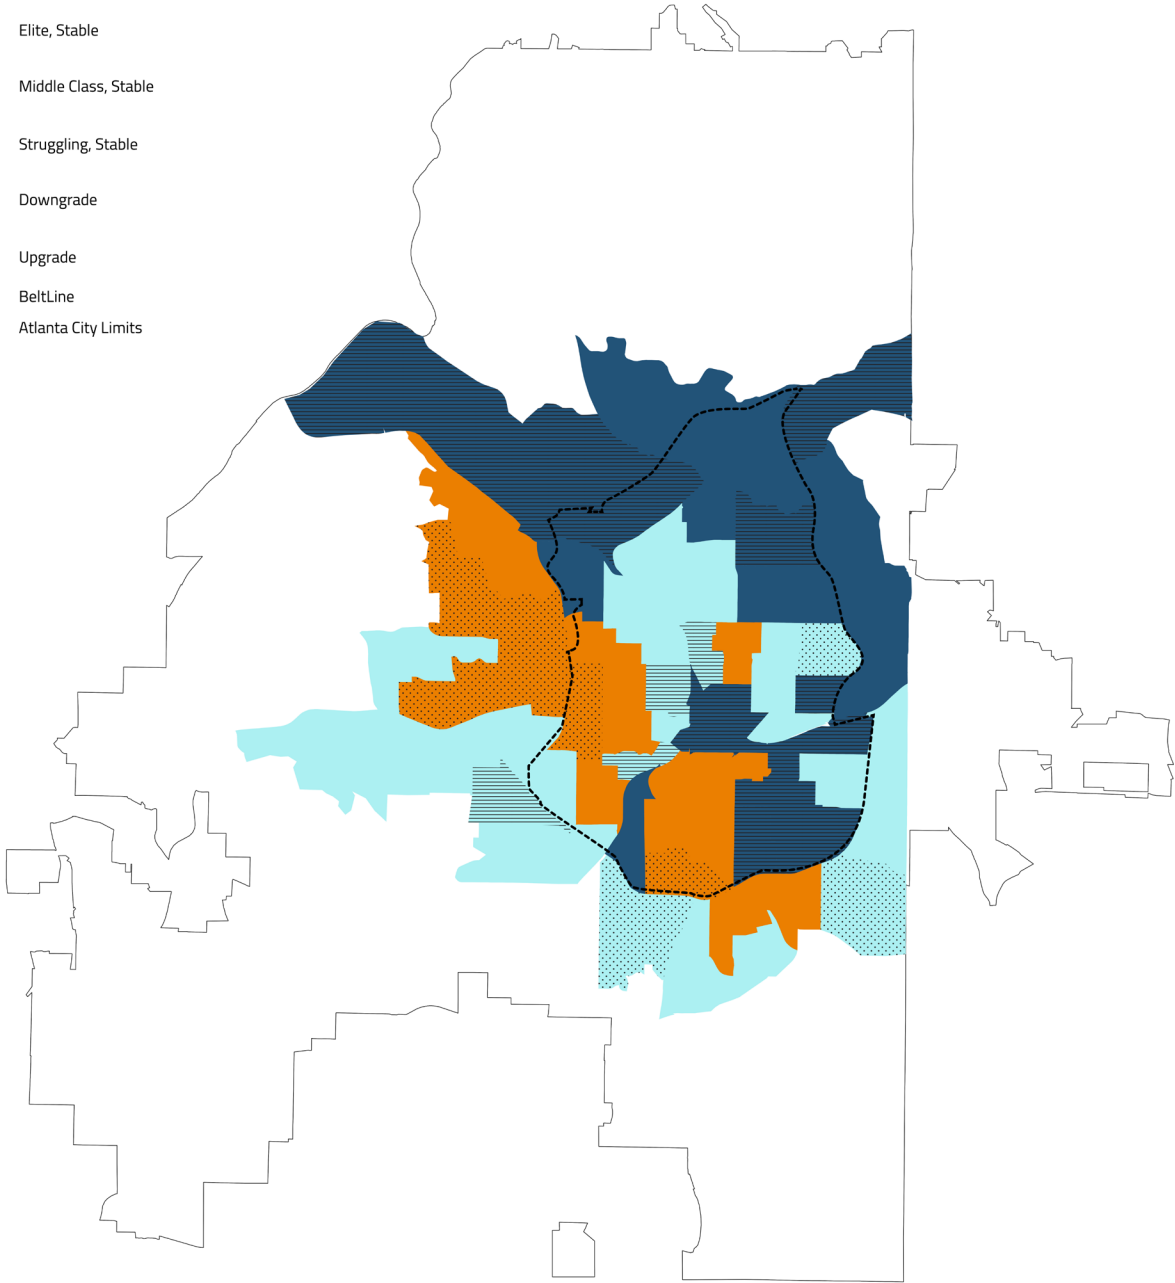 Elite, Stable
Middle Class, Stable
Struggling, Stable
Downgrade
Upgrade
BeltLine
Atlanta City Limits